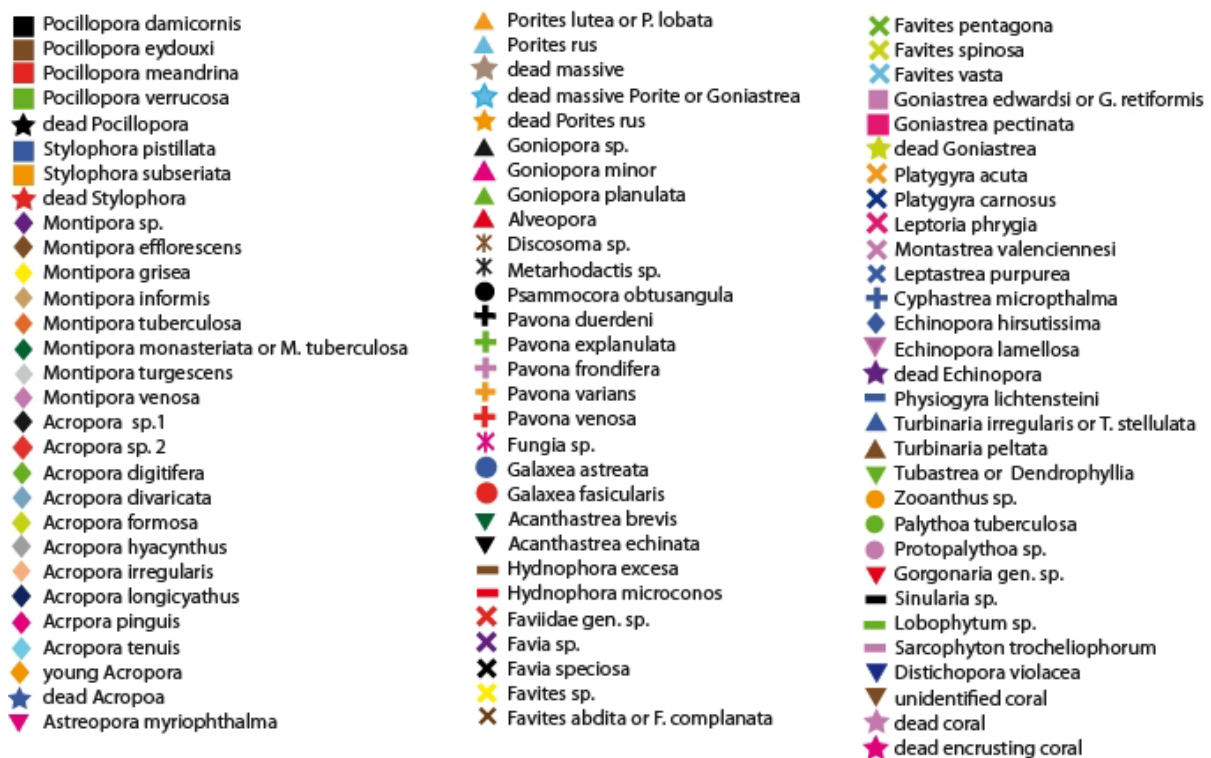 Pocillopora damicornis
Pocillopora eydouxi
Pocillopora meandrina
Pocillopora verrucosa
dead Pocillopora
Stylophora pistillata
Stylophora subseriata
dead Stylophora
Montipora sp.
Montipora efflorescens
Montipora grisea
Montipora informis
Montipora tuberculosa
Montipora monasteriata or M. tuberculosa
Montipora turgescens
Montipora venosa
Acropora sp.1
Acropora sp. 2
Acropora digitifera
Acropora divaricata
Acropora formosa
Acropora hyacynthus
Acropora irregularis
Acropora longicyathus
Acrpora pinguis
Acropora tenuis
young Acropora
dead Acropoa
Astreopora myriophthalma
Porites lutea or P. lobata
Porites rus
dead massive
dead massive Porite or Goniastrea
dead Porites rus
Goniopora sp.
Goniopora minor
Goniopora planulata
Alveopora
Discosoma sp.
Metarhodactis sp.
Psammocora obtusangula
Pavona duerdeni
Pavona explanulata
Pavona frondifera
Pavona varians
Pavona venosa
Fungia sp.
Galaxea astreata
Galaxea fasicularis
Acanthastrea brevis
Acanthastrea echinata
Hydnophora excesa
Hydnophora microconos
Faviidae gen. sp.
Favia sp.
Favia speciosa
Favites sp.
Favites abdita or F. complanata
Favites pentagona
Favites spinosa
Favites vasta
Goniastrea edwardsi or G. retiformis
Goniastrea pectinata
dead Goniastrea
Platygyra acuta
Platygyra carnosus
Leptoria phrygia
Montastrea valenciennesi
Leptastrea purpurea
Cyphastrea micropthalma
Echinopora hirsutissima
Echinopora lamellosa
dead Echinopora
Physiogyra lichtensteini
Turbinaria irregularis or T. stellulata
Turbinaria peltata
Tubastrea or Dendrophyllia
Zooanthus sp.
Palythoa tuberculosa
Protopalythoa sp.
Gorgonaria gen. sp.
Sinularia sp.
Lobophytum sp.
Sarcophyton trocheliophorum
Distichopora violacea
unidentified coral
dead coral
dead encrusting coral